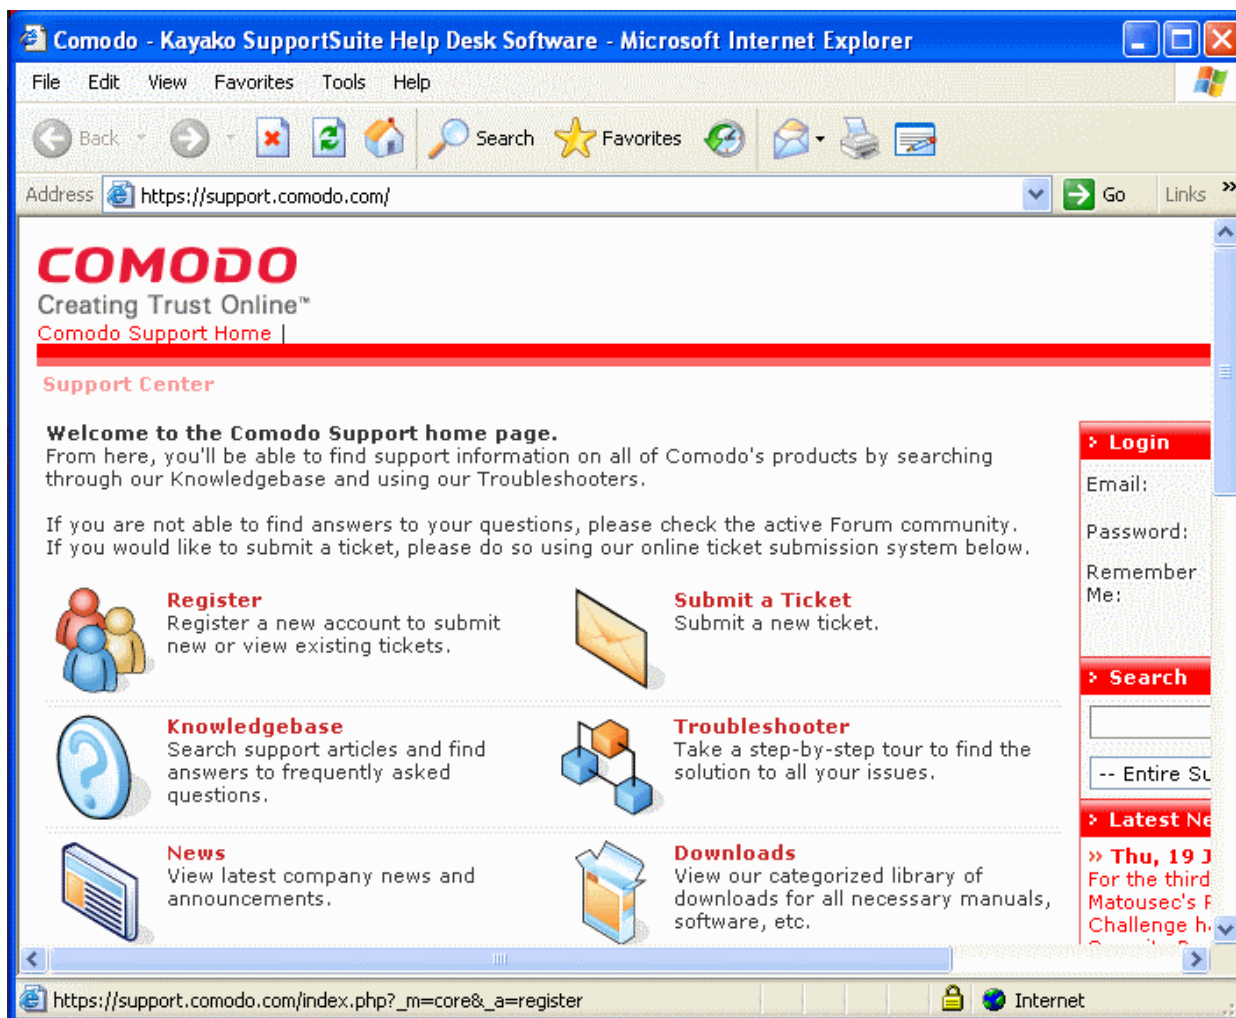 Comodo - Kayako SupportSuite Help Desk Software - Microsoft Internet Explorer
File Edit View Favorites Tools Help
Back Search Favorites
Address https://support.comodo.com/ Go Links »
COMODO
Creating Trust Online™
Comodo Support Home |
Support Center
Welcome to the Comodo Support home page.
From here, you'll be able to find support information on all of Comodo's products by searching
through our Knowledgebase and using our Troubleshooters.
If you are not able to find answers to your questions, please check the active Forum community.
If you would like to submit a ticket, please do so using our online ticket submission system below.
Register
Register a new account to submit
new or view existing tickets.
Submit a Ticket
Submit a new ticket.
Knowledgebase
Search support articles and find
answers to frequently asked
questions.
Troubleshooter
Take a step-by-step tour to find the
solution to all your issues.
News
View latest company news and
announcements.
Downloads
View our categorized library of
downloads for all necessary manuals,
software, etc.
Login
Email:
Password:
Remember
Me:
Search
-- Entire Su
Latest Ne
» Thu, 19 J
For the third
Matousec's
Challenge
https://support.comodo.com/index.php?_m=core&_a=register
Internet